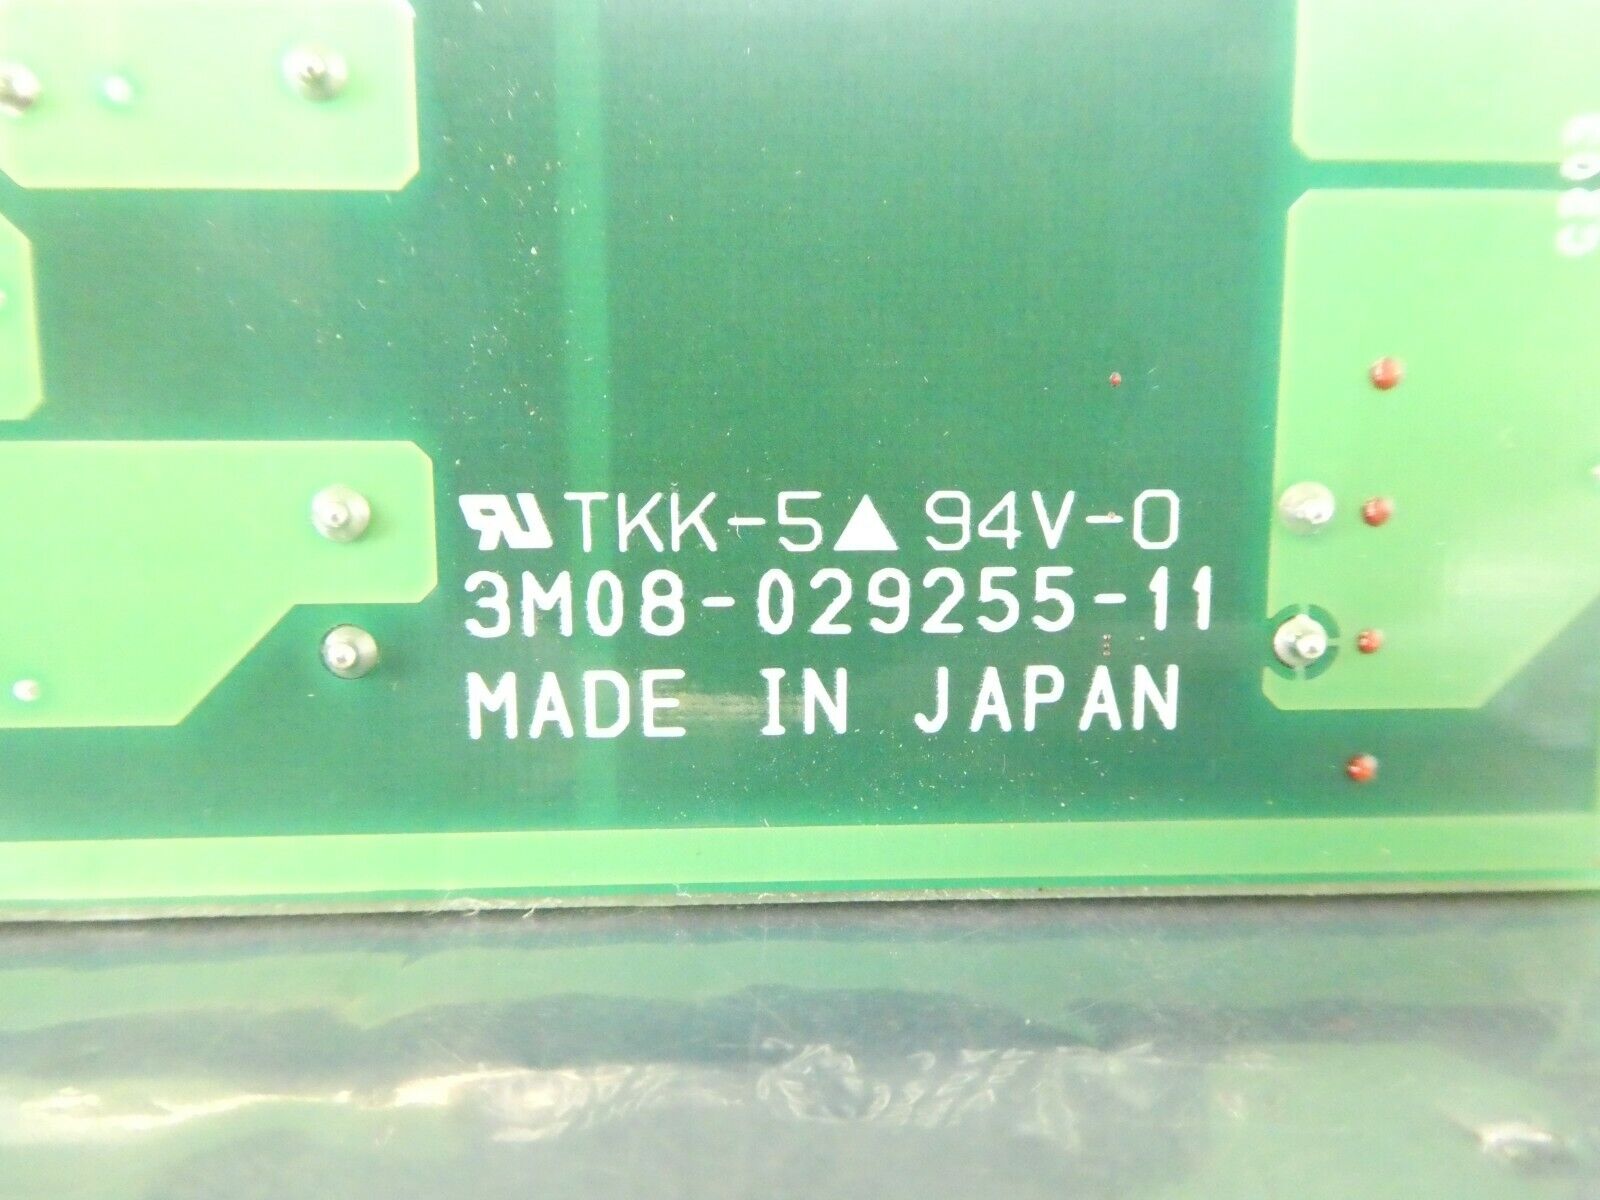 TKK-5▲94V-0
3M08-029255-11
MADE IN JAPAN